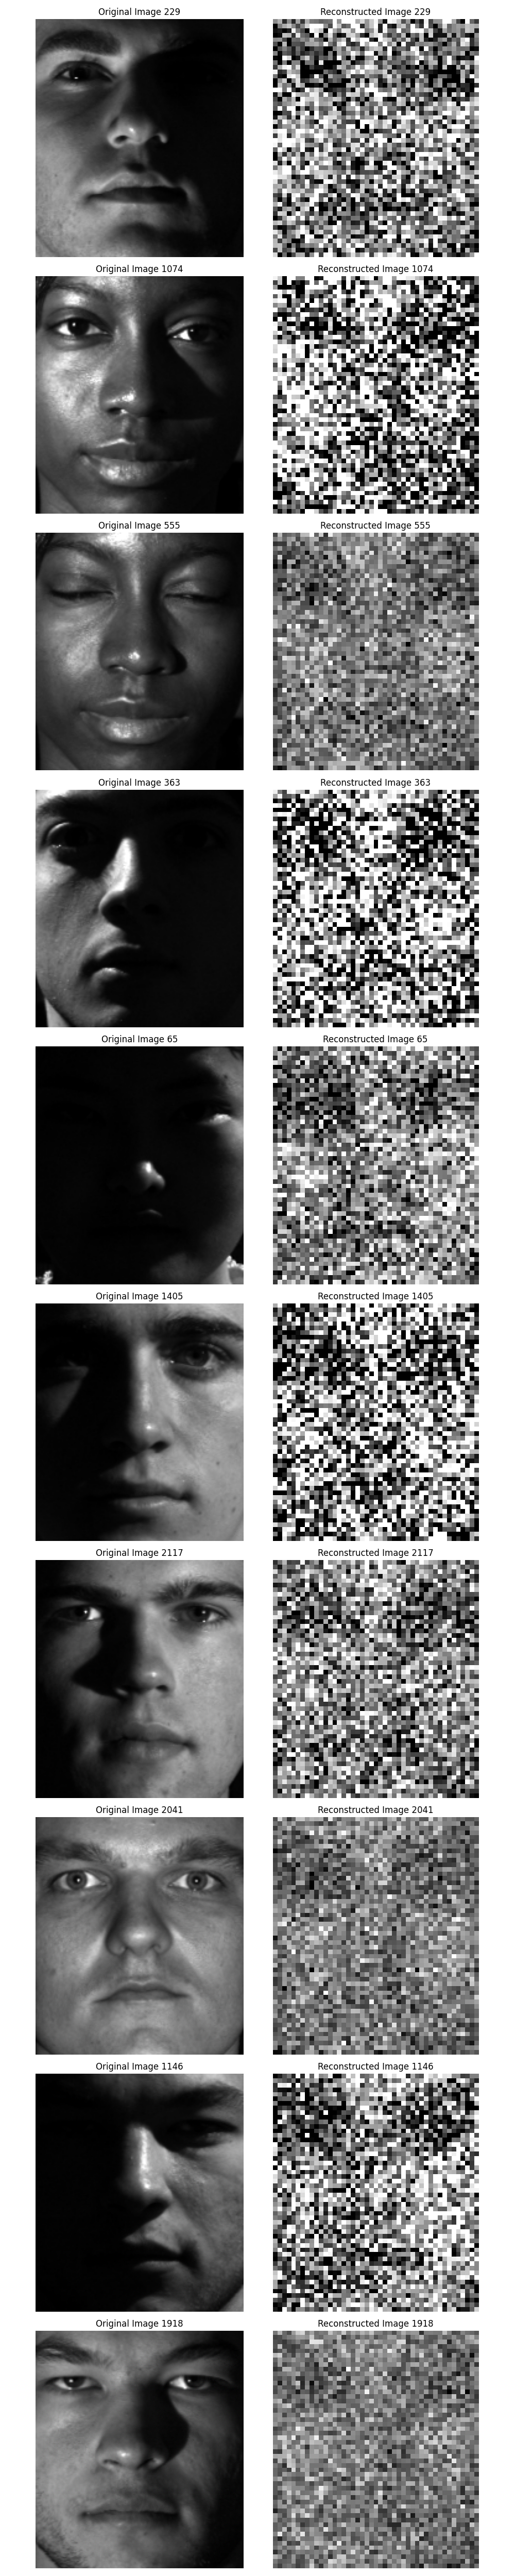 Original Image 229 Reconstructed Image 229
Original Image 1074 Reconstructed Image 1074
Original Image 555 Reconstructed Image 555
Original Image 363 Reconstructed Image 363
Original Image 65 Reconstructed Image 65
Original Image 1405 Reconstructed Image 1405
Original Image 2117 Reconstructed Image 2117
Original Image 2041 Reconstructed Image 2041
Original Image 1146 Reconstructed Image 1146
Original Image 1918 Reconstructed Image 1918